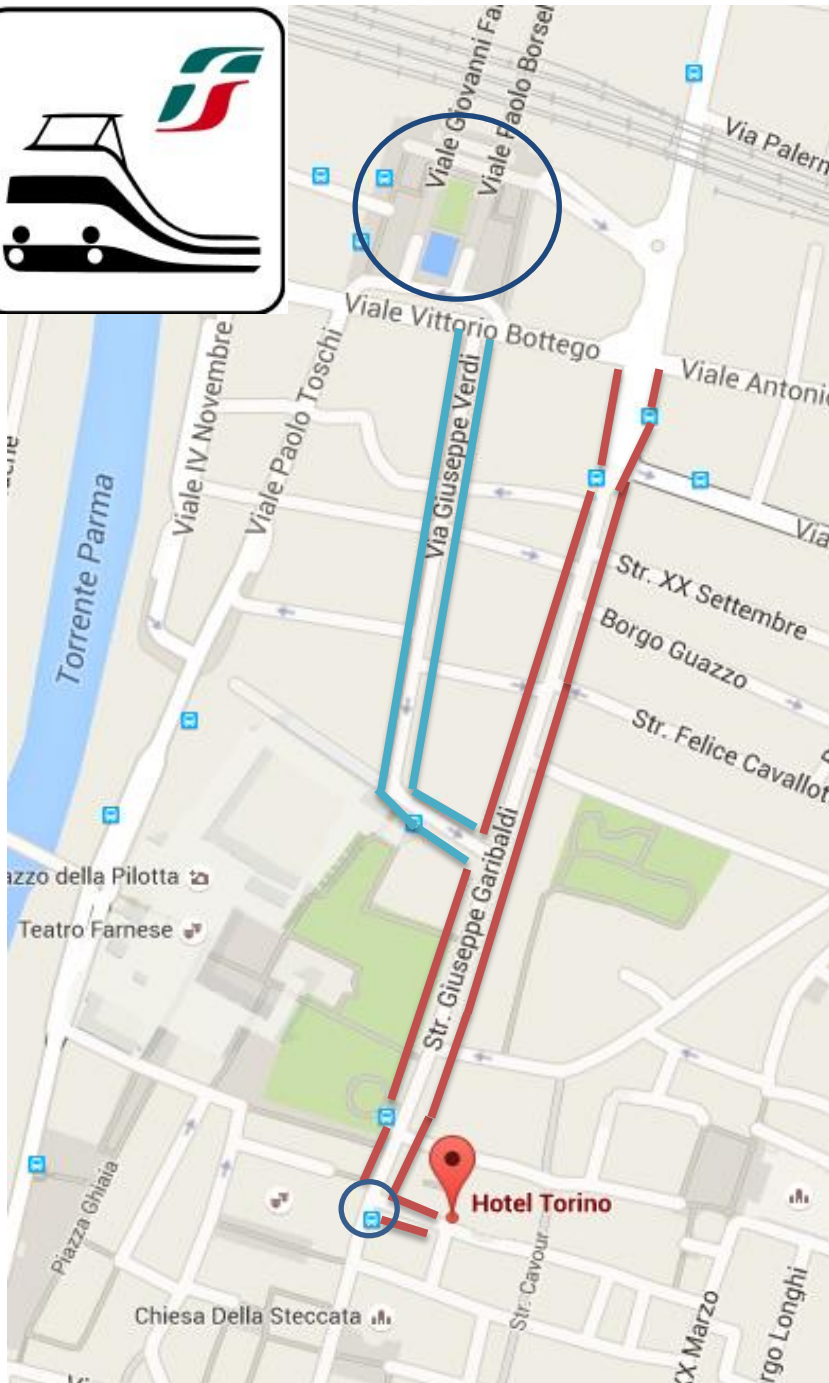 Viale Giovanni Fa
Viale Paolo Borsel
Via Palerm
Viale Vittorio Bottego
Viale Antonio
Viale IV Novembre
Viale Paolo Toschi
Via Giuseppe Verdi
Via
Torrente Parma
Str. XX Settembre
Borgo Guazzo
Str. Felice Cavallot
azzo della Pilotta
Teatro Farnese
Str. Giuseppe Garibaldi
Piazza Ghiaia
Hotel Torino
Str. Cavour
Chiesa Della Steccata
XX Marzo
rgo Longhi